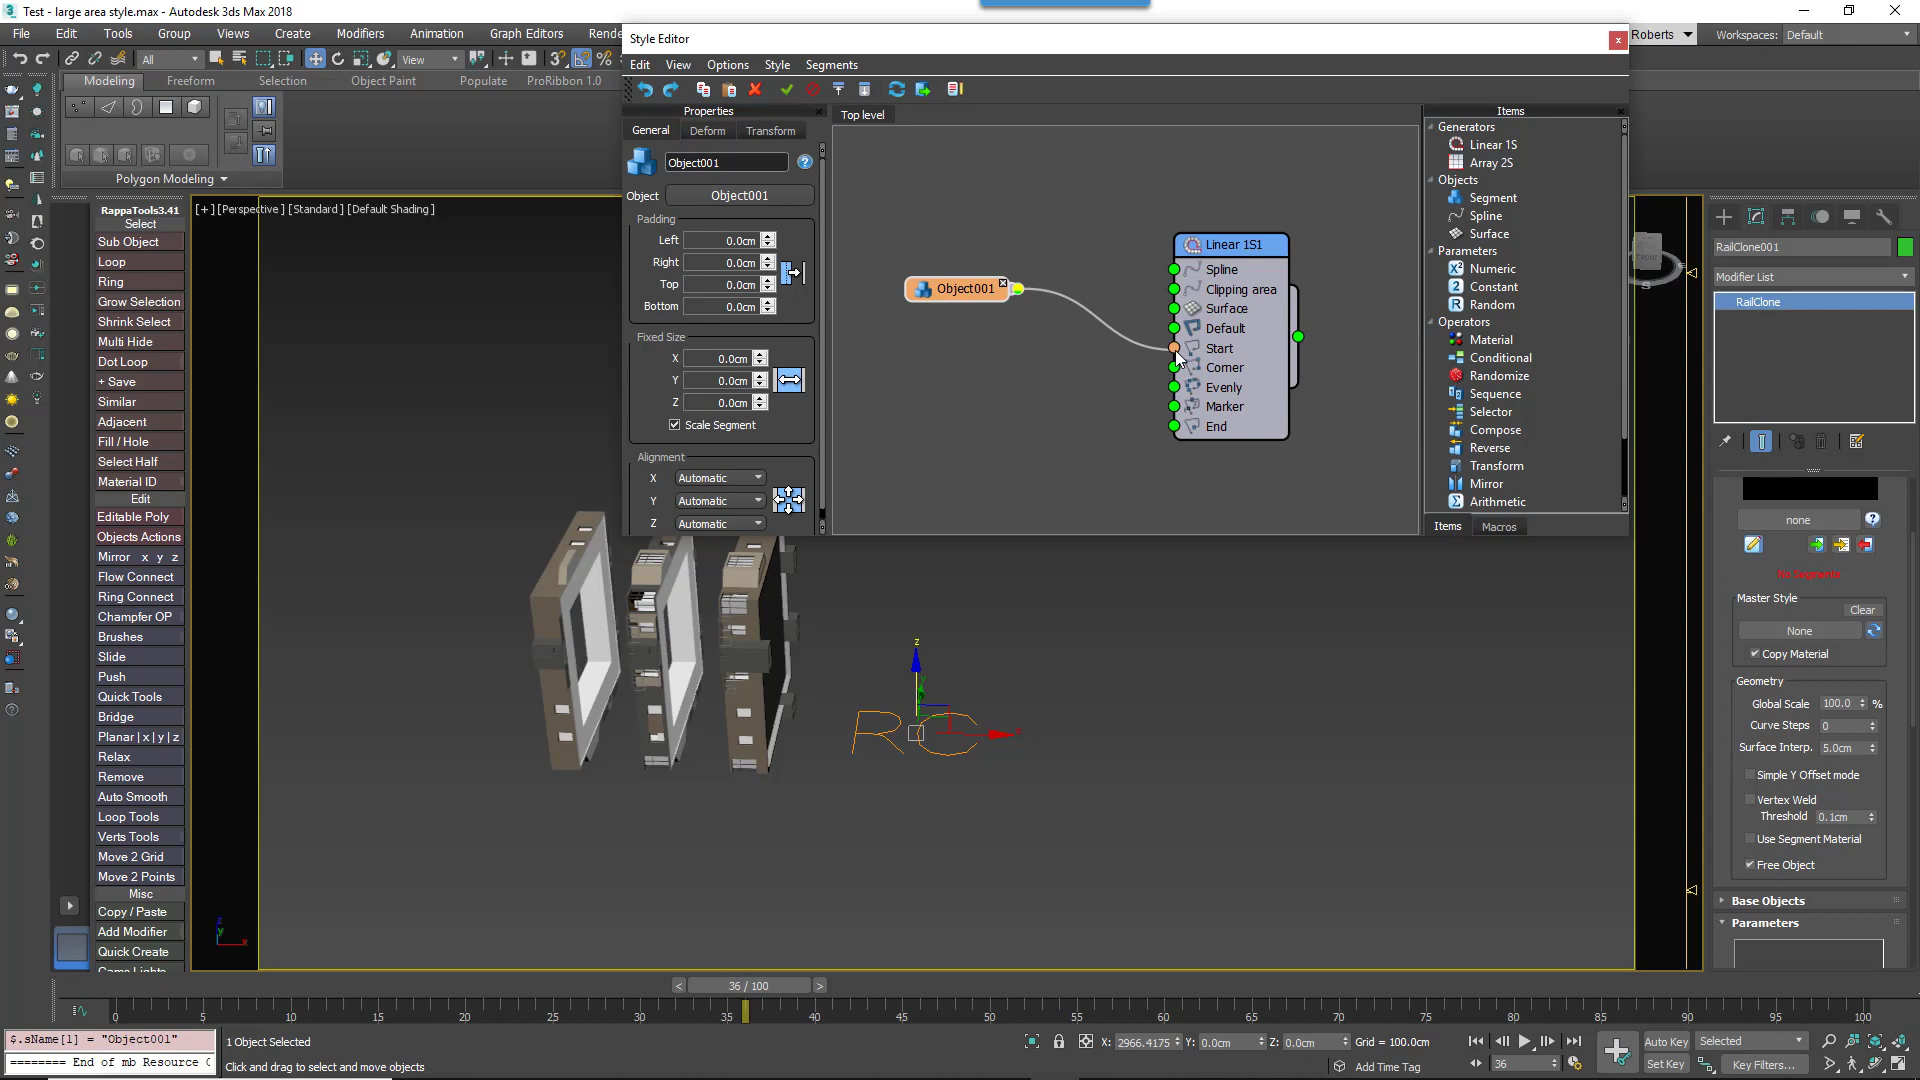 Test - large area style.max - Autodesk 3ds Max 2018
File Edit Tools Group Views Create Modifiers Animation Graph Editors Rende
Roberts Workspaces: Default
All View
Modeling Freeform Selection Object Paint Populate ProRibbon 1.0
Polygon Modeling
Style Editor
Edit View Options Style Segments
Properties
General Deform Transform
Object001
Object Object001
Padding
Left 0.0cm
Right 0.0cm
Top 0.0cm
Bottom 0.0cm
Fixed Size
X 0.0cm
Y 0.0cm
Z 0.0cm
Scale Segment
Alignment
X Automatic
Y Automatic
Z Automatic
Top level
Object001
Linear 1S1
Spline
Clipping area
Surface
Default
Start
Corner
Evenly
Marker
End
Items
Generators
Linear 1S
Array 2S
Objects
Segment
Spline
Surface
Parameters
Numeric
Constant
Random
Operators
Material
Conditional
Randomize
Sequence
Selector
Compose
Reverse
Transform
Mirror
Arithmetic
Items Macros
[+] [Perspective] [Standard] [Default Shading]
RappaTools3.41
Select
Sub Object
Loop
Ring
Grow Loop
Shrink Select
Multi Hide
Dot Loop
+ Save
Similar
Adjacent
Fill / Hole
Select Half
Material ID
Edit
Editable Poly
Objects Actions
Mirror x y z
Flow Connect
Ring Connect
Champfer OP
Brushes
Slide
Push
Quick Tools
Bridge
Planar | x | y | z
Relax
Remove
Auto Smooth
Loop Tools
Verts Tools
Move 2 Grid
Move 2 Points
Misc
Copy / Paste
Add Modifier
Quick Create
RC
z
x
z
y
x
RailClone001
Modifier List
RailClone
none
No Segments
Master Style
Clear
None
Copy Material
Geometry
Global Scale 100.0 %
Curve Steps 0
Surface Interp. 5.0cm
Simple Y Offset mode
Vertex Weld
Threshold 0.1cm
Use Segment Material
Free Object
Base Objects
Parameters
36 / 100
0 5 10 15 20 25 30 35 40 45 50 55 60 65 70 75 80 85 90 95 100
$.sName[1] = "Object001"
======== End of mb Resource C
1 Object Selected
Click and drag to select and move objects
X: 2966.4175 Y: 0.0cm Z: 0.0cm Grid = 100.0cm
Add Time Tag
36
Auto Key Selected
Set Key Key Filters...